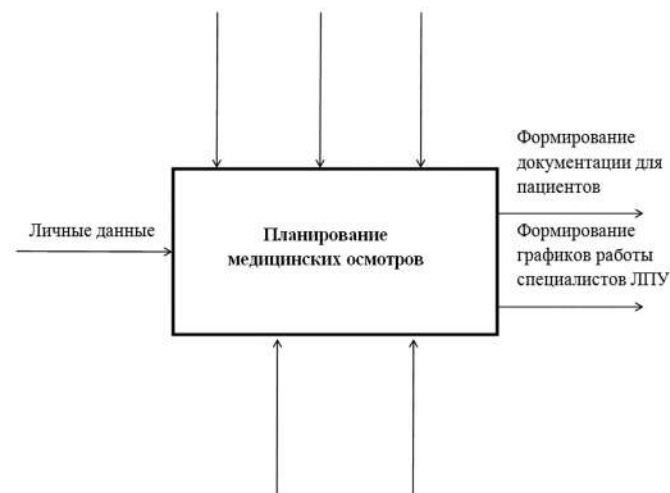 Формирование
документации для
пациентов
Личные данные
Планирование
медицинских осмотров
Формирование
графиков работы
специалистов ЛПУ